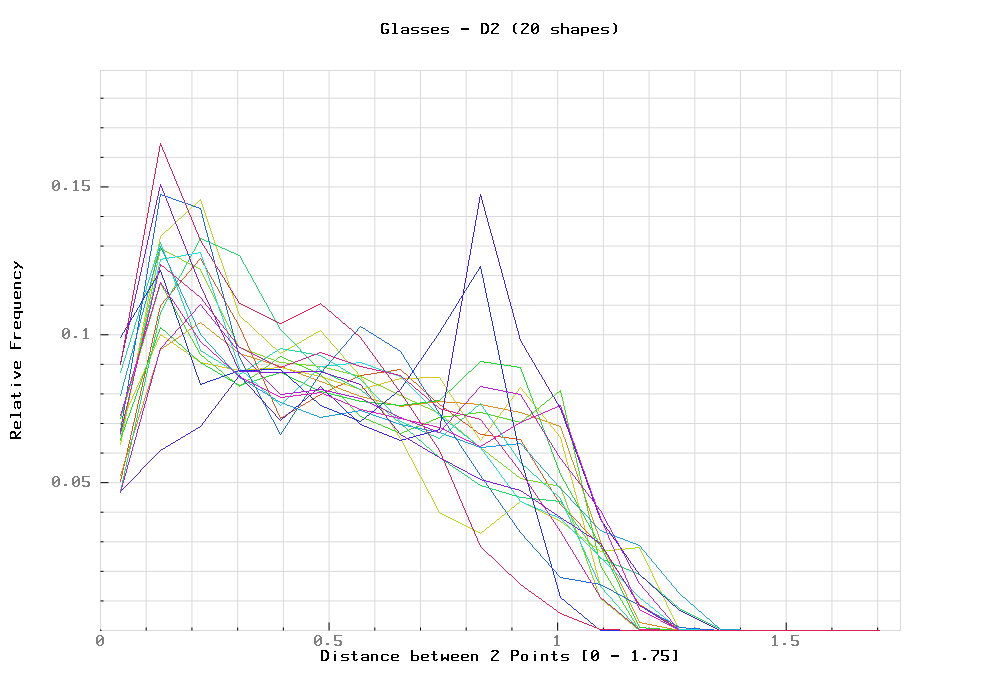 Glasses - D2 (20 shapes)
Relative Frequency
0.15
0.1
0.05
0
0.5
1
1.5
Distance between 2 Points [0 - 1.75]